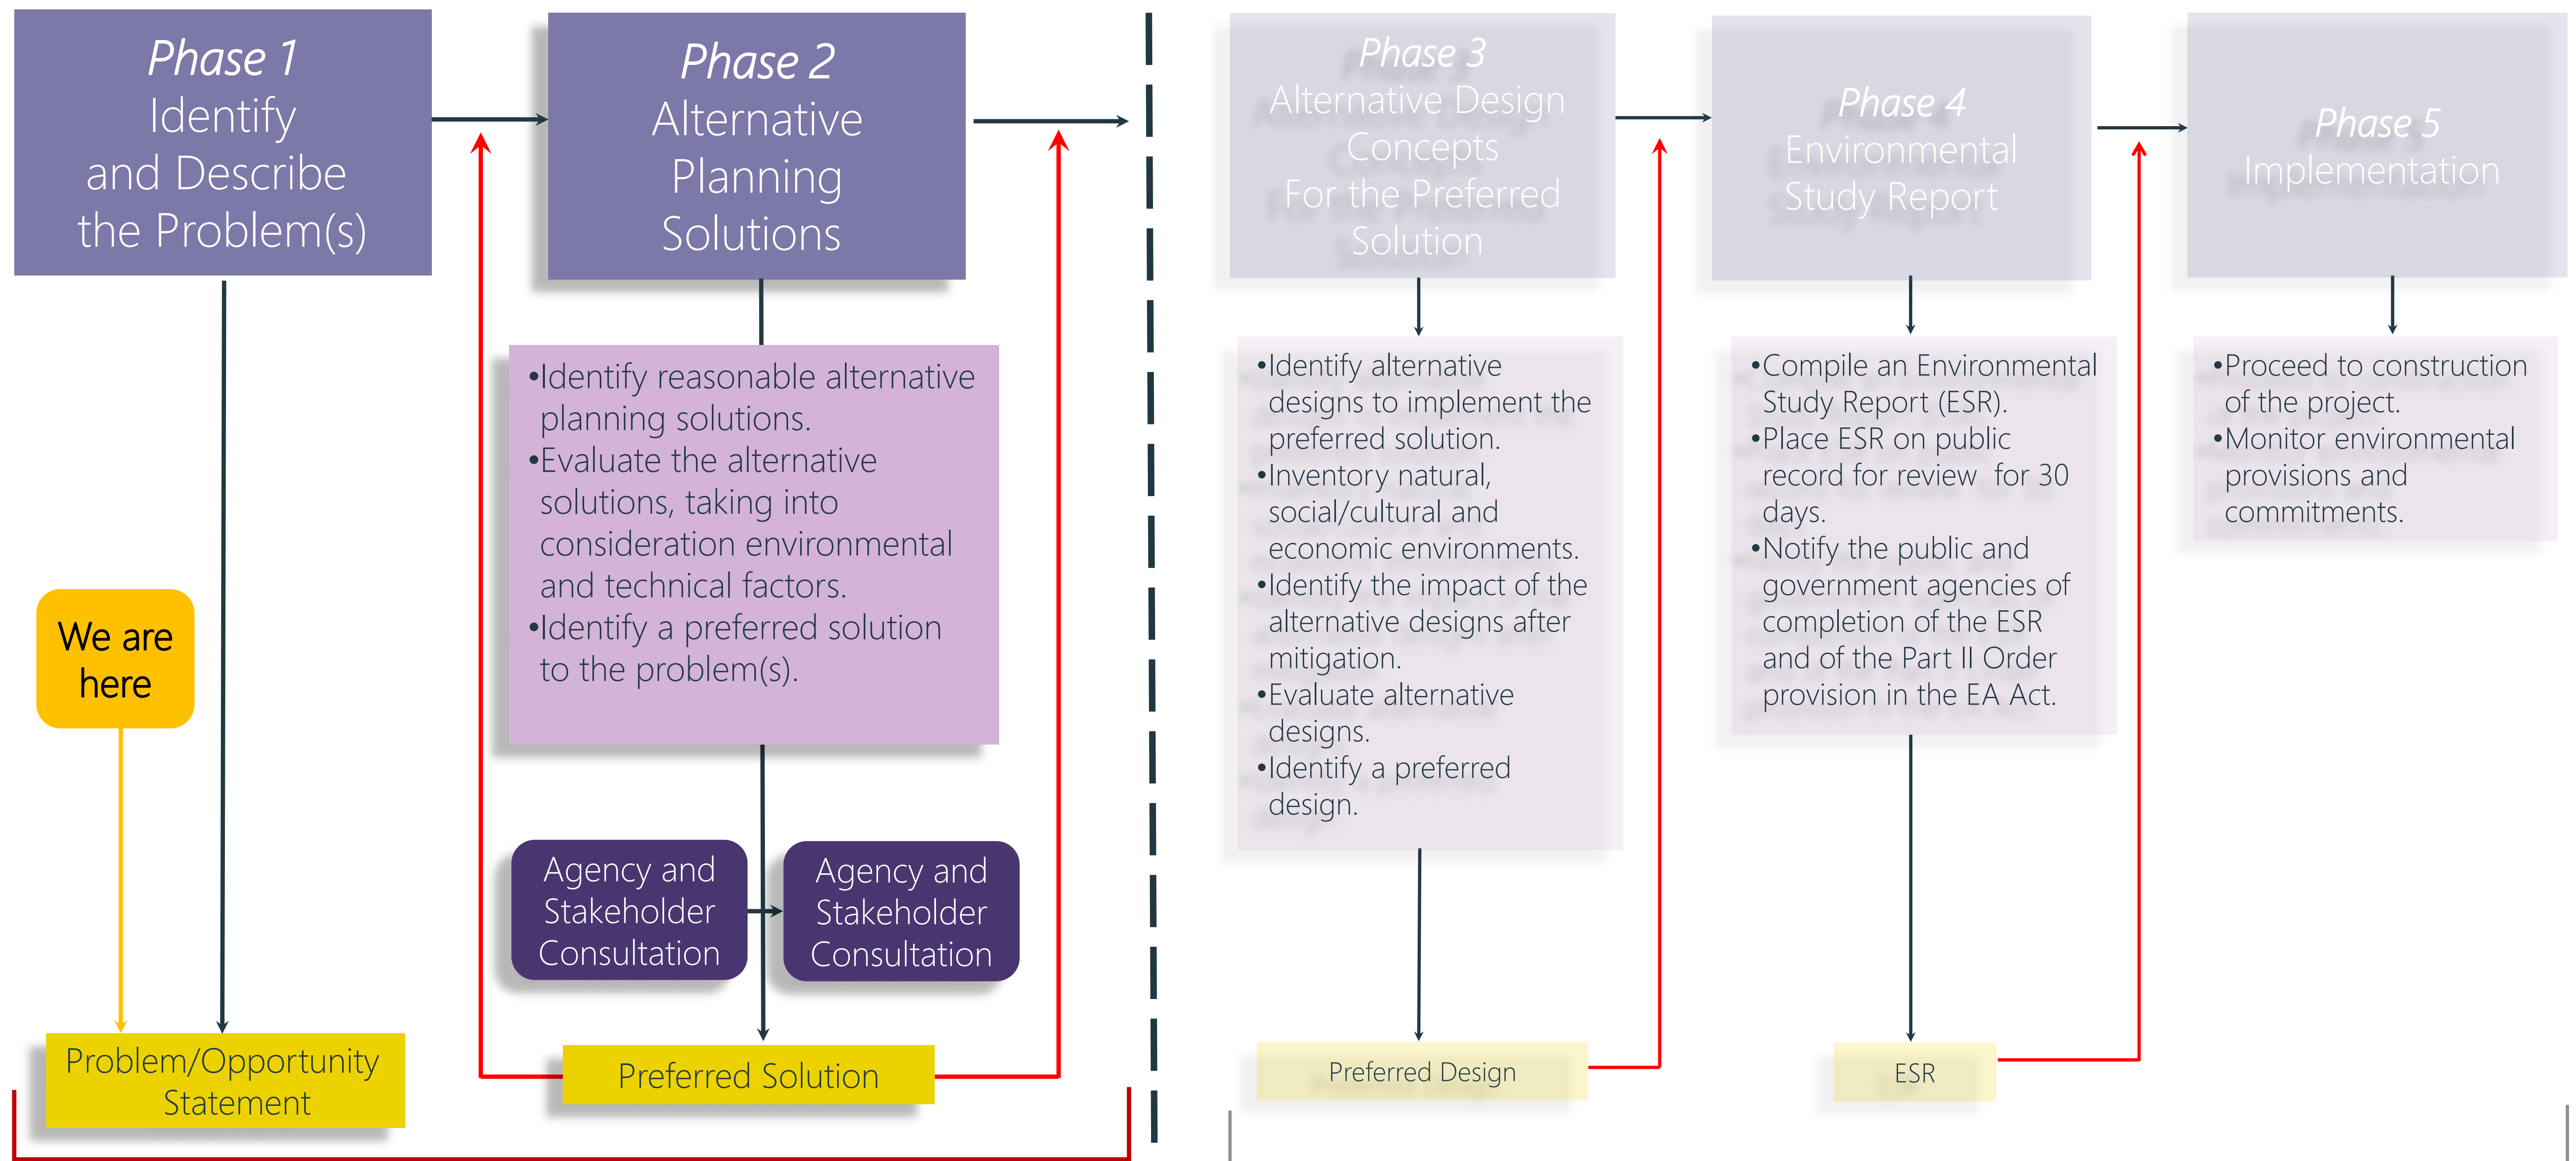 Phase 1
Identify
and Describe
the Problem(s)
We are
here
Problem/Opportunity
Statement
Phase 2
Alternative
Planning
Solutions
•Identify reasonable alternative
planning solutions.
•Evaluate the alternative
solutions, taking into
consideration environmental
and technical factors.
•Identify a preferred solution
to the problem(s).
Agency and
Stakeholder
Consultation
Agency and
Stakeholder
Consultation
Preferred Solution
Phase 3
Alternative Design
Concepts
For the Preferred
Solution
•Identify alternative
designs to implement the
preferred solution.
•Inventory natural,
social/cultural and
economic environments.
•Identify the impact of the
alternative designs after
mitigation.
•Evaluate alternative
designs.
•Identify a preferred
design.
Preferred Design
Phase 4
Environmental
Study Report
•Compile an Environmental
Study Report (ESR).
•Place ESR on public
record for review  for 30
days.
•Notify the public and
government agencies of
completion of the ESR
and of the Part II Order
provision in the EA Act.
ESR
Phase 5
Implementation
•Proceed to construction
of the project.
•Monitor environmental
provisions and
commitments.